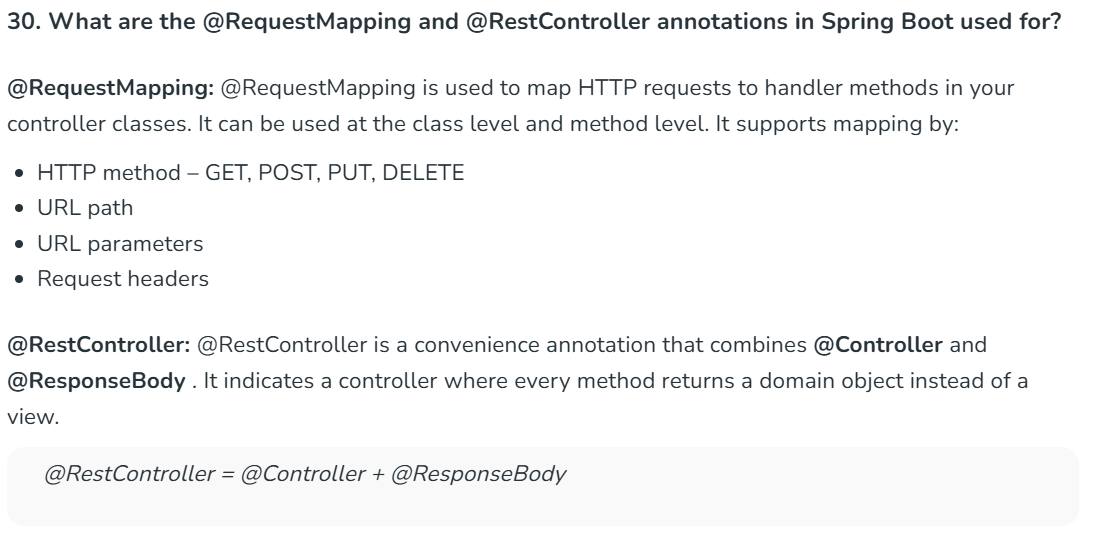 30. What are the @RequestMapping and @RestController annotations in Spring Boot used for?
@RequestMapping: @RequestMapping is used to map HTTP requests to handler methods in your
controller classes. It can be used at the class level and method level. It supports mapping by:
• HTTP method – GET, POST, PUT, DELETE
• URL path
• URL parameters
• Request headers
@RestController: @RestController is a convenience annotation that combines @Controller and
@ResponseBody . It indicates a controller where every method returns a domain object instead of a
view.
@RestController = @Controller + @ResponseBody